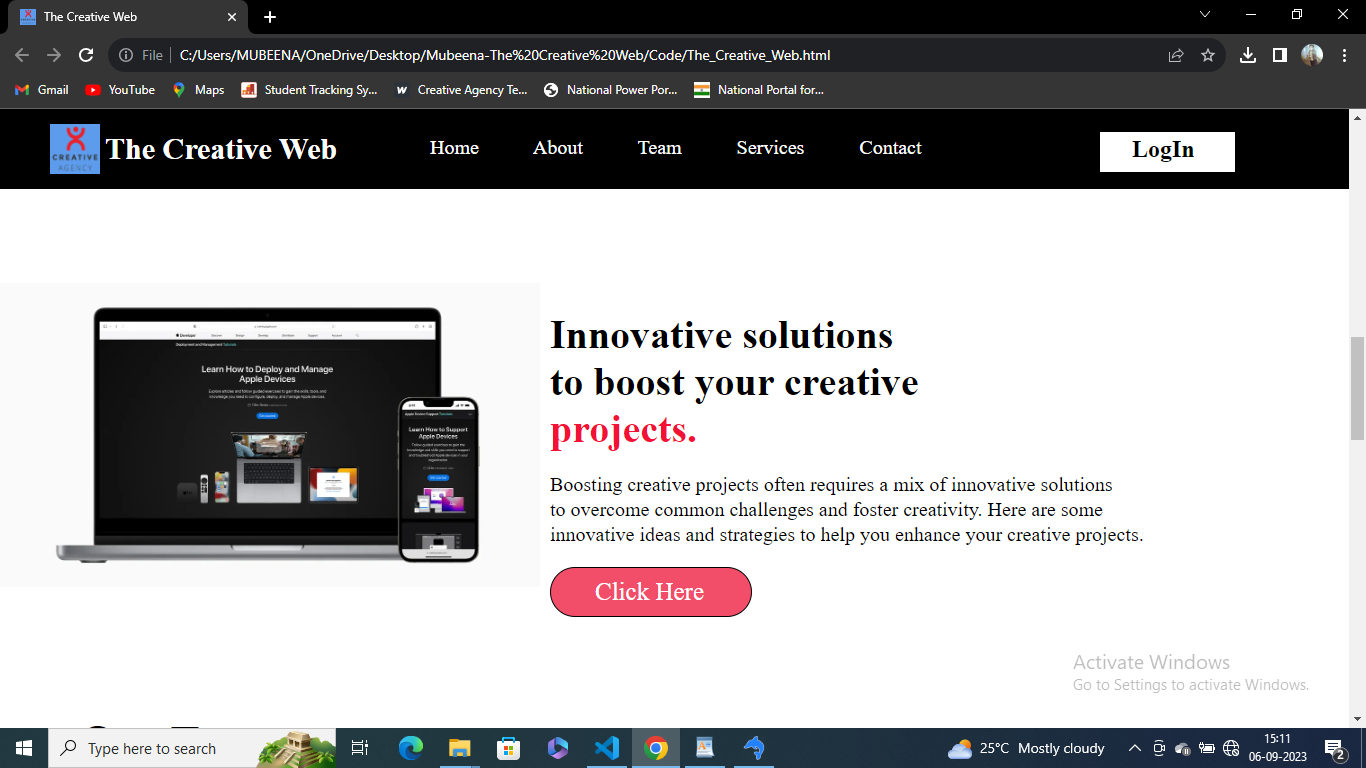 The Creative Web
File
C:/Users/MUBEENA/OneDrive/Desktop/Mubeena-The%20Creative%20Web/Code/The_Creative_Web.html
Gmail
YouTube
Maps
Student Tracking Sy...
Creative Agency Te...
National Power Por...
National Portal for...
CREATIVE
AGENCY
The Creative Web
Home
About
Team
Services
Contact
LogIn
Developer
Learn How to Deploy and Manage
Apple Devices
Learn How to Support
Apple Devices
Innovative solutions
to boost your creative
projects.
Boosting creative projects often requires a mix of innovative solutions
to overcome common challenges and foster creativity. Here are some
innovative ideas and strategies to help you enhance your creative projects.
Click Here
Activate Windows
Go to Settings to activate Windows.
Type here to search
25°C Mostly cloudy
15:11
06-09-2023
2